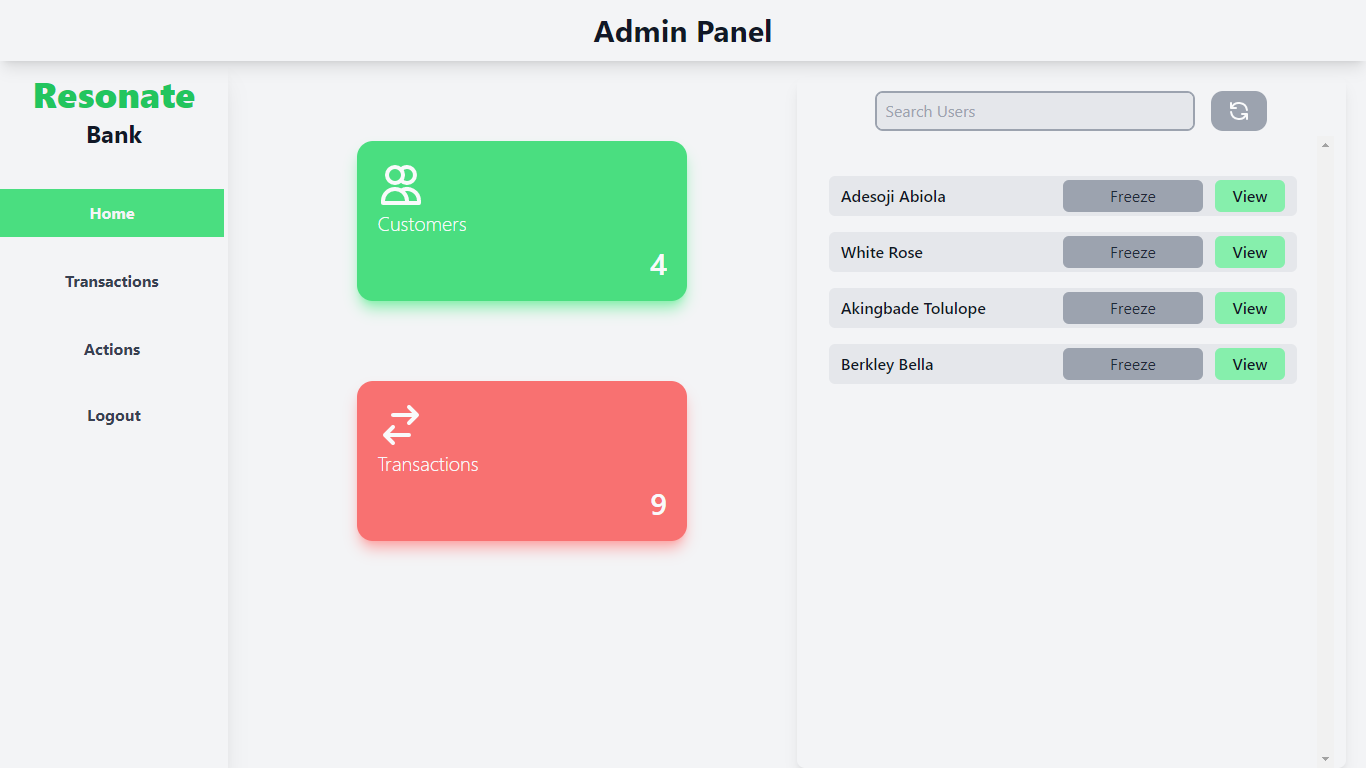 Admin Panel
Resonate
Bank
Home
Transactions
Actions
Logout
Customers
4
Transactions
9
Search Users
Adesoji Abiola Freeze View
White Rose Freeze View
Akingbade Tolulope Freeze View
Berkley Bella Freeze View